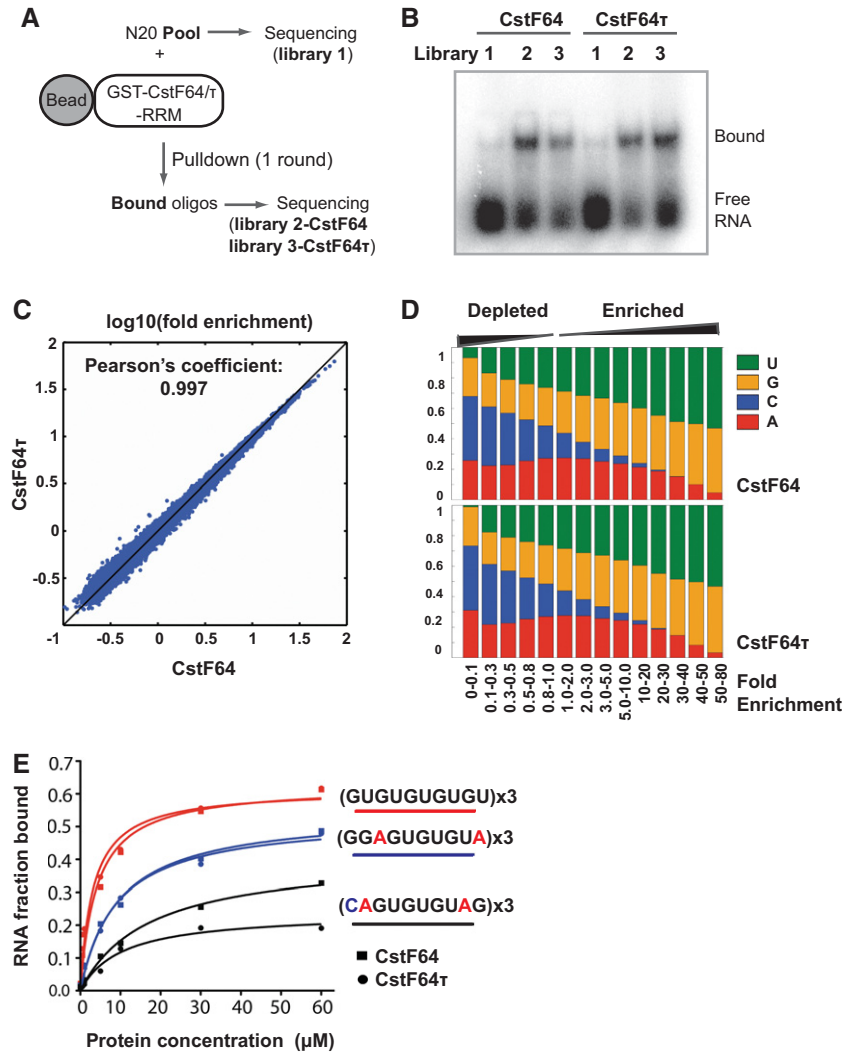 A
N20 Pool
Sequencing
(library 1)
+
Bead
GST-CstF64/τ
-RRM
Pulldown (1 round)
Bound oligos
Sequencing
(library 2-CstF64
library 3-CstF64τ)
B
CstF64 CstF64τ
Library 1 2 3 1 2 3
Bound
Free
RNA
C
log10(fold enrichment)
Pearson's coefficient:
0.997
CstF64τ
2
1.5
1
0.5
0
-0.5
-1 -0.5 0 0.5 1 1.5 2
CstF64
D
Depleted Enriched
1
0.8
0.6
0.4
0.2
0
U
G
C
A
CstF64
1
0.8
0.6
0.4
0.2
0
CstF64τ
0-0.1
0.1-0.3
0.3-0.5
0.5-0.8
0.8-1.0
1.0-2.0
2.0-3.0
3.0-5.0
5.0-10.0
10-20
20-30
30-40
40-50
50-80
Fold
Enrichment
E
RNA fraction bound
0.7
0.6
0.5
0.4
0.3
0.2
0.1
0.0
0 10 20 30 40 50 60
Protein concentration (µM)
(GUGUGUGUGU)x3
(GGAGUGUGUA)x3
(CAGUGUGUAG)x3
CstF64
CstF64τ